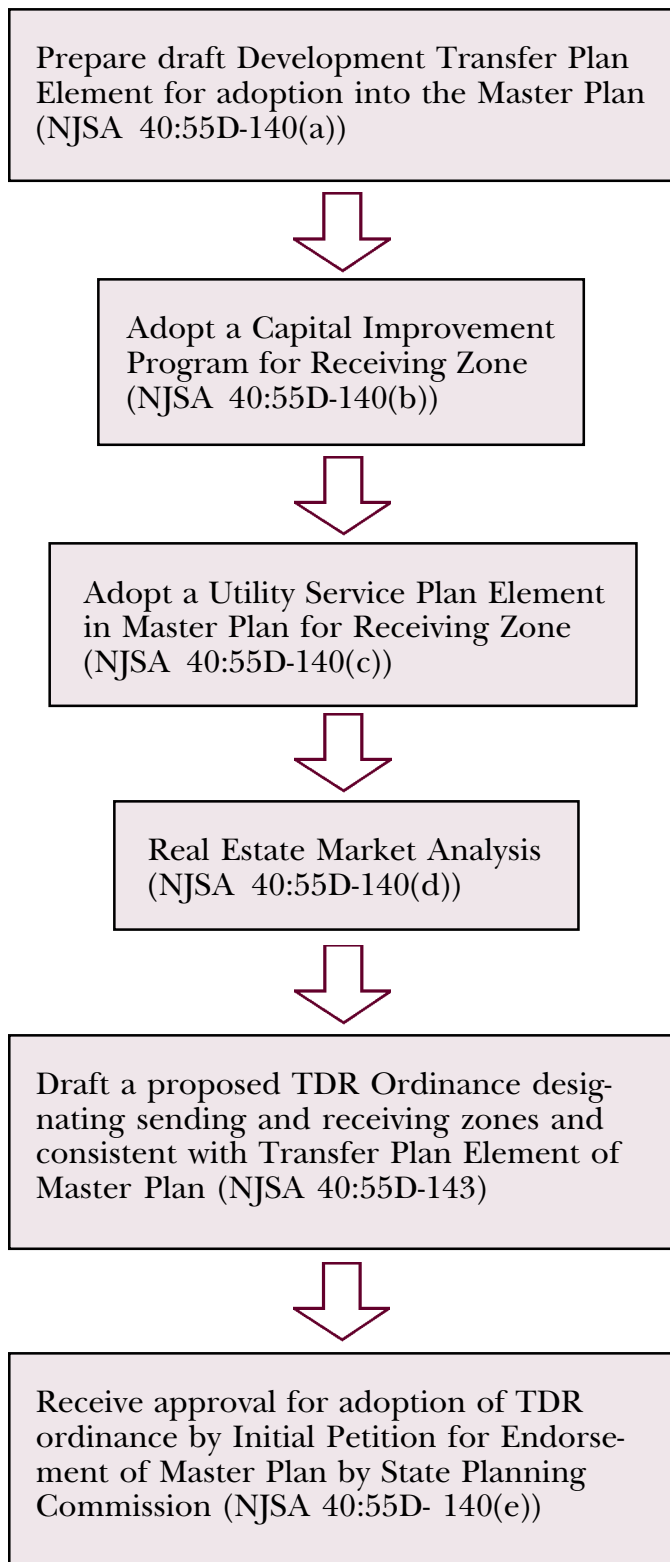 Prepare draft Development Transfer Plan
Element for adoption into the Master Plan
(NJSA 40:55D-140(a))
Adopt a Capital Improvement
Program for Receiving Zone
(NJSA 40:55D-140(b))
Adopt a Utility Service Plan Element
in Master Plan for Receiving Zone
(NJSA 40:55D-140(c))
Real Estate Market Analysis
(NJSA 40:55D-140(d))
Draft a proposed TDR Ordinance desig-
nating sending and receiving zones and
consistent with Transfer Plan Element of
Master Plan (NJSA 40:55D-143)
Receive approval for adoption of TDR
ordinance by Initial Petition for Endorse-
ment of Master Plan by State Planning
Commission (NJSA 40:55D- 140(e))